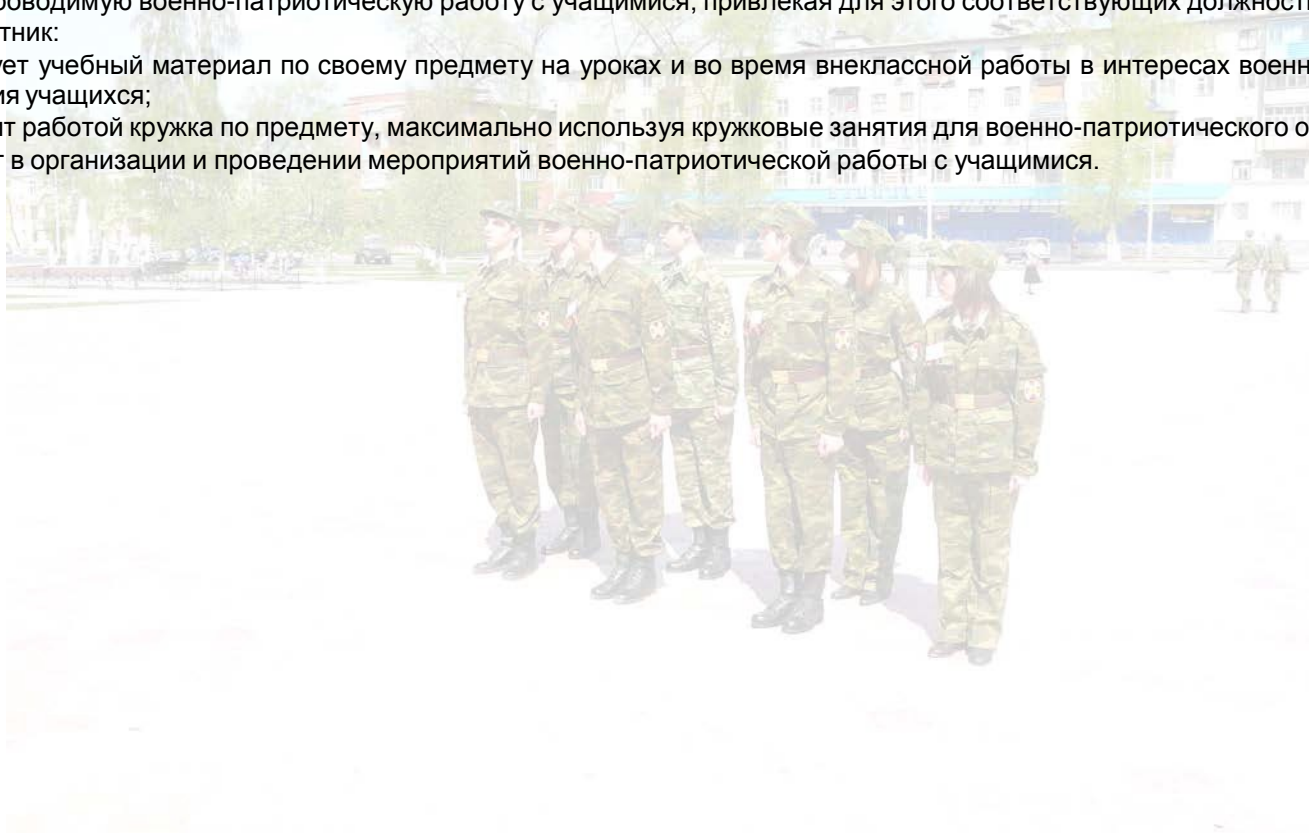 роводимую военно-патриотическую работу с учащимися, привлекая для этого соответствующих должност
тник:
ует учебный материал по своему предмету на уроках и во время внеклассной работы в интересах военн
ия учащихся;
ит работой кружка по предмету, максимально используя кружковые занятия для военно-патриотического о
т в организации и проведении мероприятий военно-патриотической работы с учащимися.